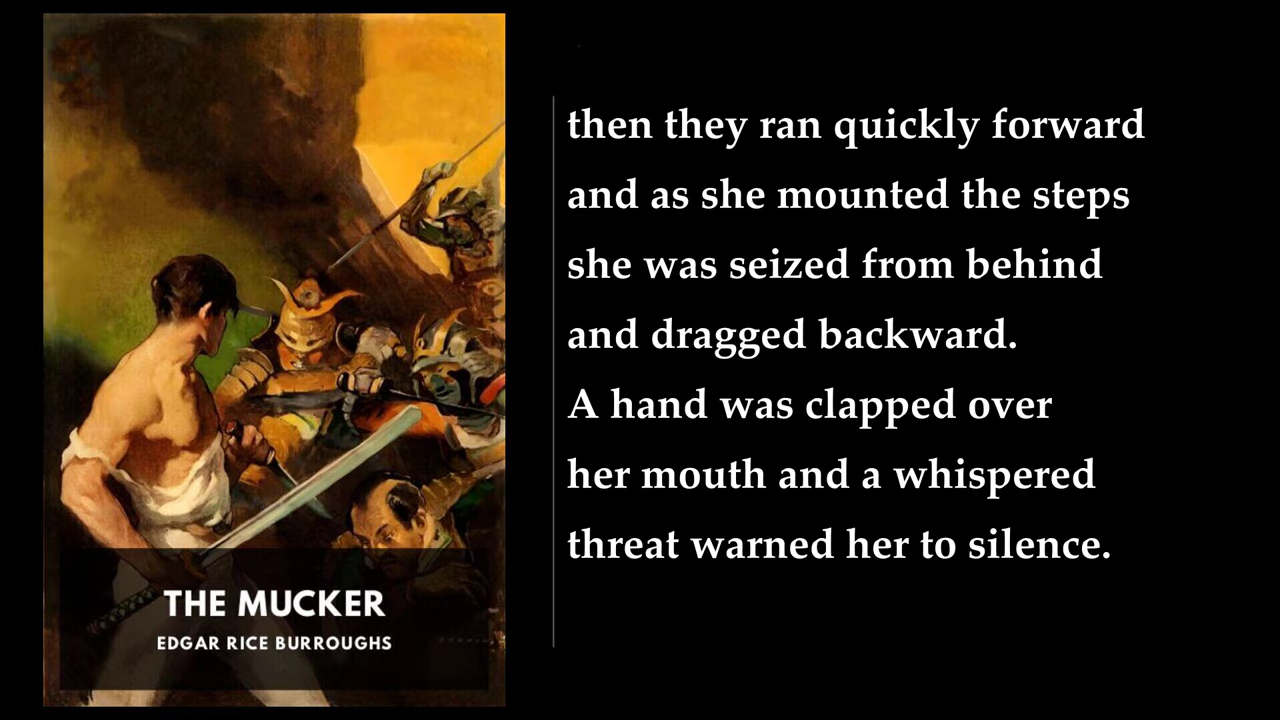 then they ran quickly forward
and as she mounted the steps
she was seized from behind
and dragged backward.
A hand was clapped over
her mouth and a whispered
threat warned her to silence.
THE MUCKER
EDGAR RICE BURROUGHS